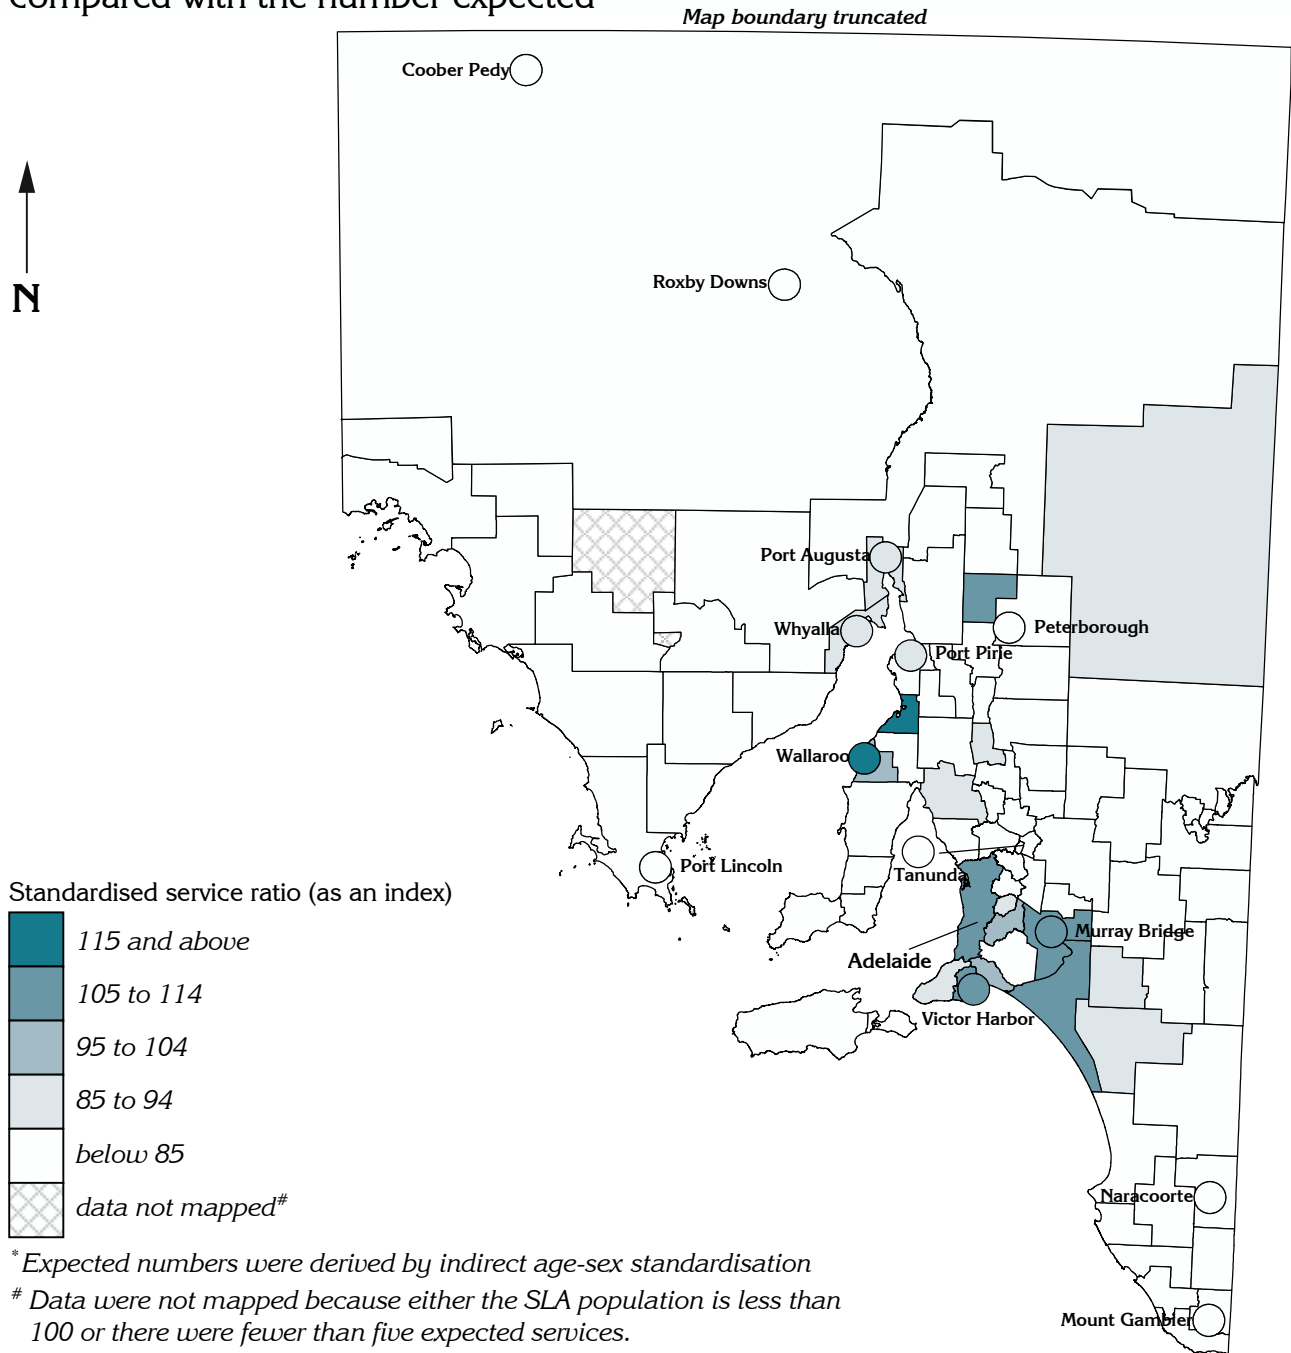 compared with the number expected
Map boundary truncated
Coober Pedy
N
Roxby Downs
Port Augusta
Whyalla
Peterborough
Port Pirie
Wallaroo
Port Lincoln
Tanunda
Murray Bridge
Adelaide
Victor Harbor
Naracoorte
Mount Gambier
Standardised service ratio (as an index)
115 and above
105 to 114
95 to 104
85 to 94
below 85
data not mapped#
* Expected numbers were derived by indirect age-sex standardisation
# Data were not mapped because either the SLA population is less than
100 or there were fewer than five expected services.